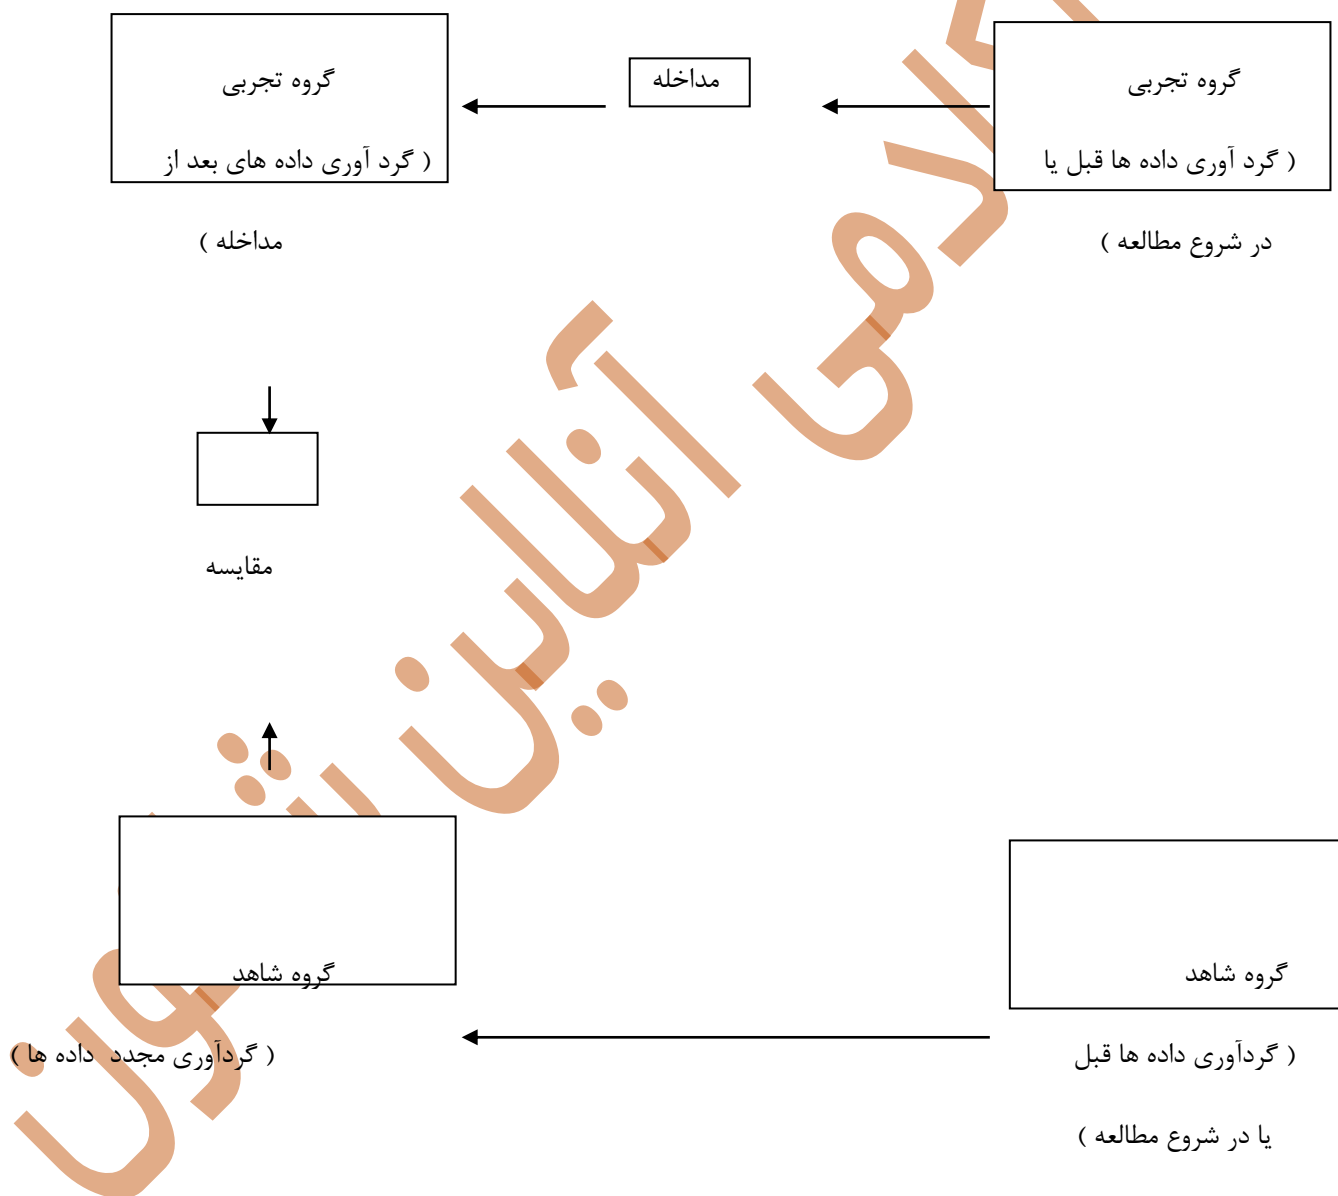 گروه تجربی
( گرد آوری داده ها قبل یا
در شروع مطالعه )
مداخله
گروه تجربی
( گرد آوری داده های بعد از
مداخله )
مقایسه
گروه شاهد
( گردآوری داده ها قبل
یا در شروع مطالعه )
گروه شاهد
( گردآوری مجدد داده ها )
آنلاین